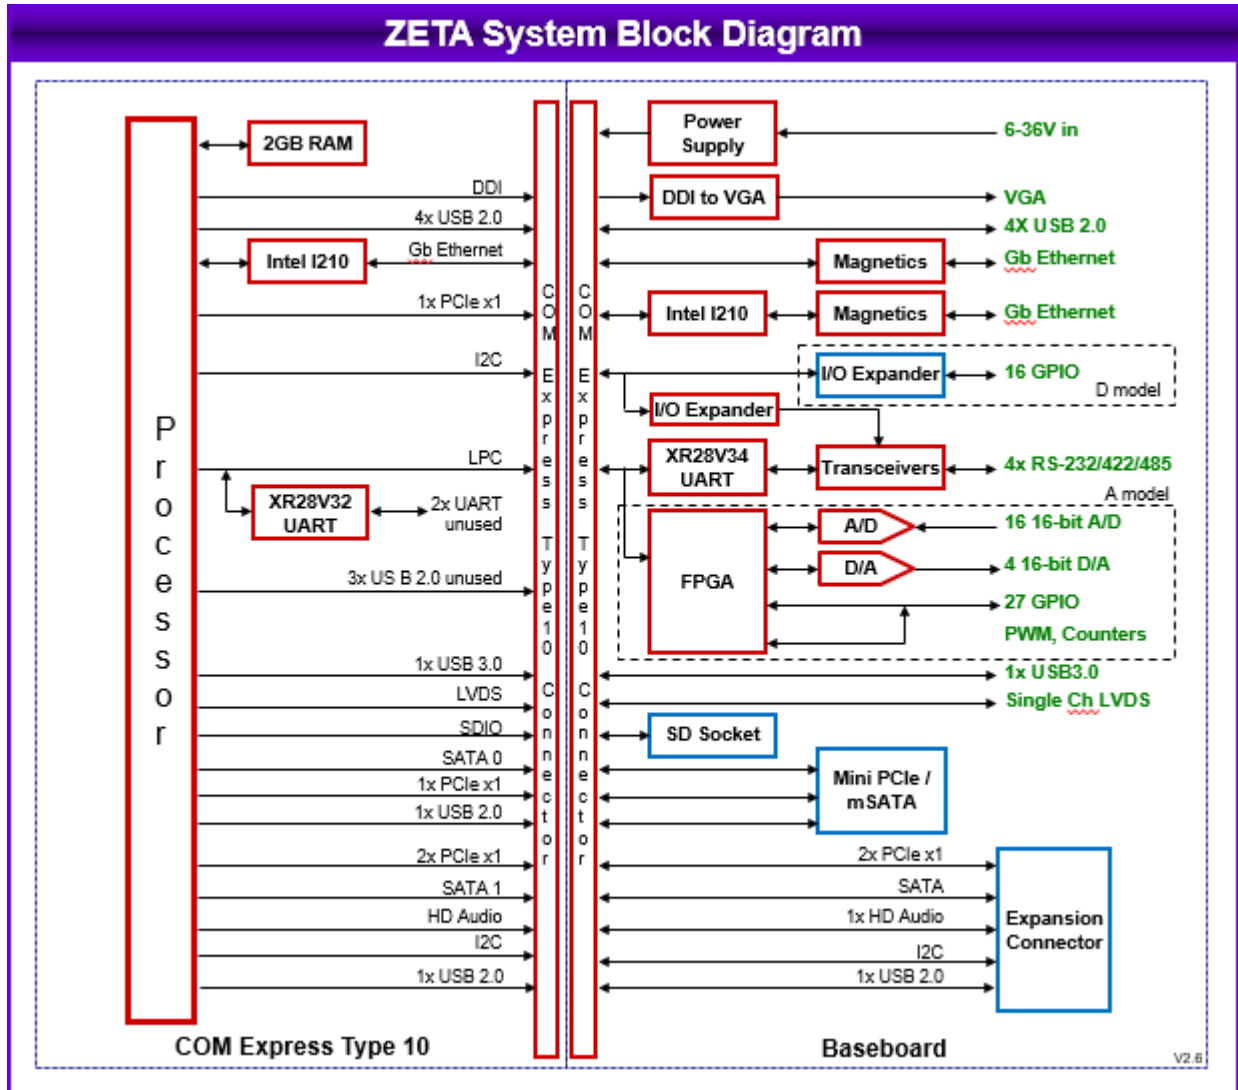 ZETA System Block Diagram
Processor
2GB RAM
DDI
4x USB 2.0
Intel I210
Gb Ethernet
1x PCIe x1
I2C
LPC
XR28V32
UART
2x UART
unused
3x US B 2.0 unused
1x USB 3.0
LVDS
SDIO
SATA 0
1x PCIe x1
1x USB 2.0
2x PCIe x1
SATA 1
HD Audio
I2C
1x USB 2.0
COM Express Type 10
COM Express Type10 Connector
COM Express Type10 Connector
Power
Supply
6-36V in
DDI to VGA
VGA
4X USB 2.0
Magnetics
Gb Ethernet
Intel I210
Magnetics
Gb Ethernet
I/O Expander
16 GPIO
D model
I/O Expander
XR28V34
UART
Transceivers
4x RS-232/422/485
A model
FPGA
A/D
16 16-bit A/D
D/A
4 16-bit D/A
27 GPIO
PWM, Counters
1x USB3.0
Single Ch LVDS
SD Socket
Mini PCIe /
mSATA
2x PCIe x1
SATA
1x HD Audio
I2C
1x USB 2.0
Expansion
Connector
Baseboard
V2.6